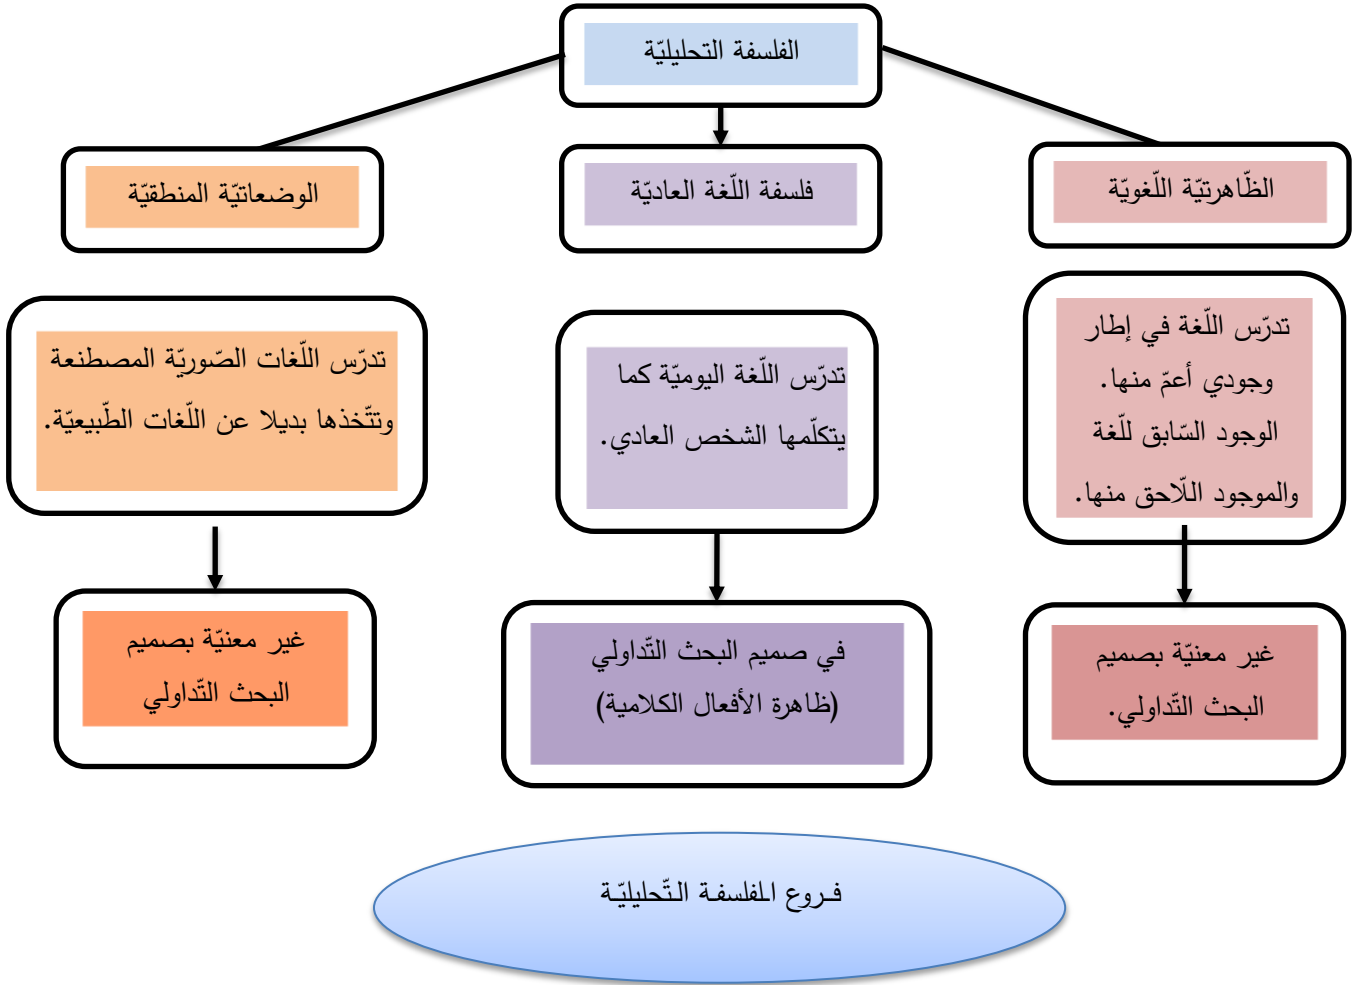 الفلسفة التحليليّة
الظّاهرتيّة اللّغويّة
فلسفة اللّغة العاديّة
الوضعاتيّة المنطقيّة
تدرّس اللّغة في إطار
وجودي أعمّ منها.
الوجود السّابق للّغة
والموجود اللّاحق منها.
تدرّس اللّغة اليوميّة كما
يتكلّمها الشخص العادي.
تدرّس اللّغات الصّوريّة المصطنعة
وتتّخذها بديلا عن اللّغات الطّبيعيّة.
غير معنيّة بصميم
البحث التّداولي.
في صميم البحث التّداولي
(ظاهرة الأفعال الكلامية)
غير معنيّة بصميم
البحث التّداولي
فـروع المفلسفـة التّحليليّـة